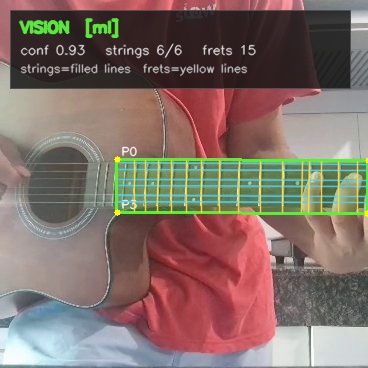 VISION [ml]
conf 0.93 strings 6/6 frets 15
strings=filled lines frets=yellow lines
P0
P3